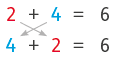 2 + 4 = 6
4 + 2 = 6